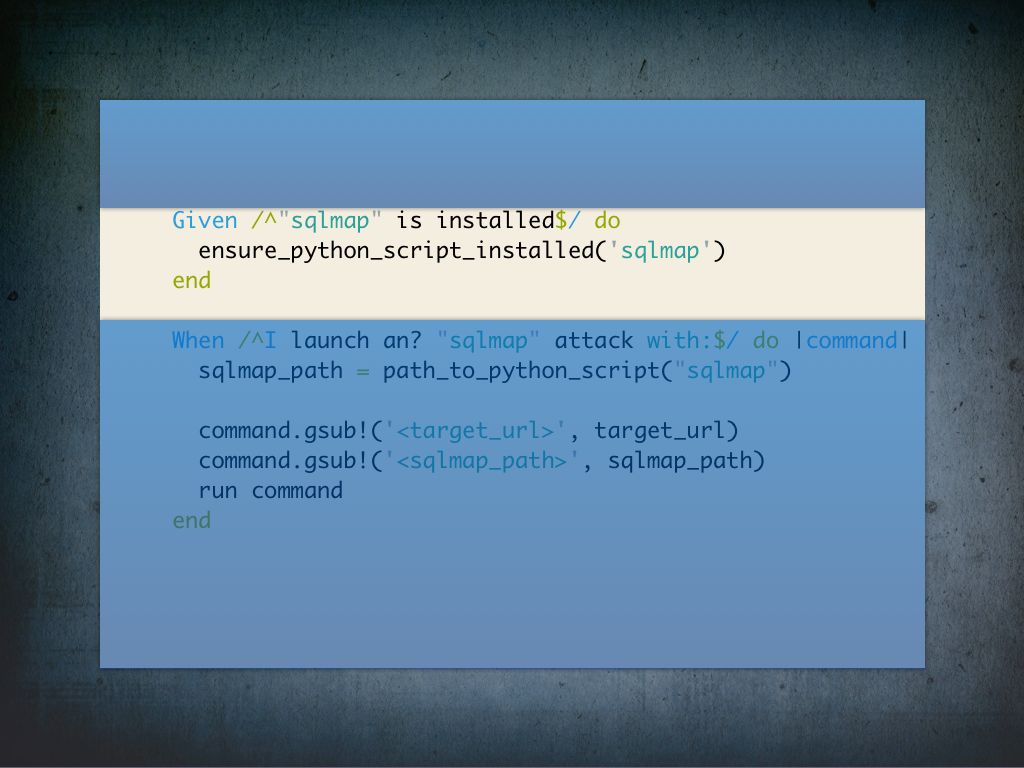 Given /^"sqlmap" is installed$/ do
  ensure_python_script_installed('sqlmap')
end
When /^I launch an? "sqlmap" attack with:$/ do |command|
  sqlmap_path = path_to_python_script("sqlmap")
  command.gsub!('<target_url>', target_url)
  command.gsub!('<sqlmap_path>', sqlmap_path)
  run command
end